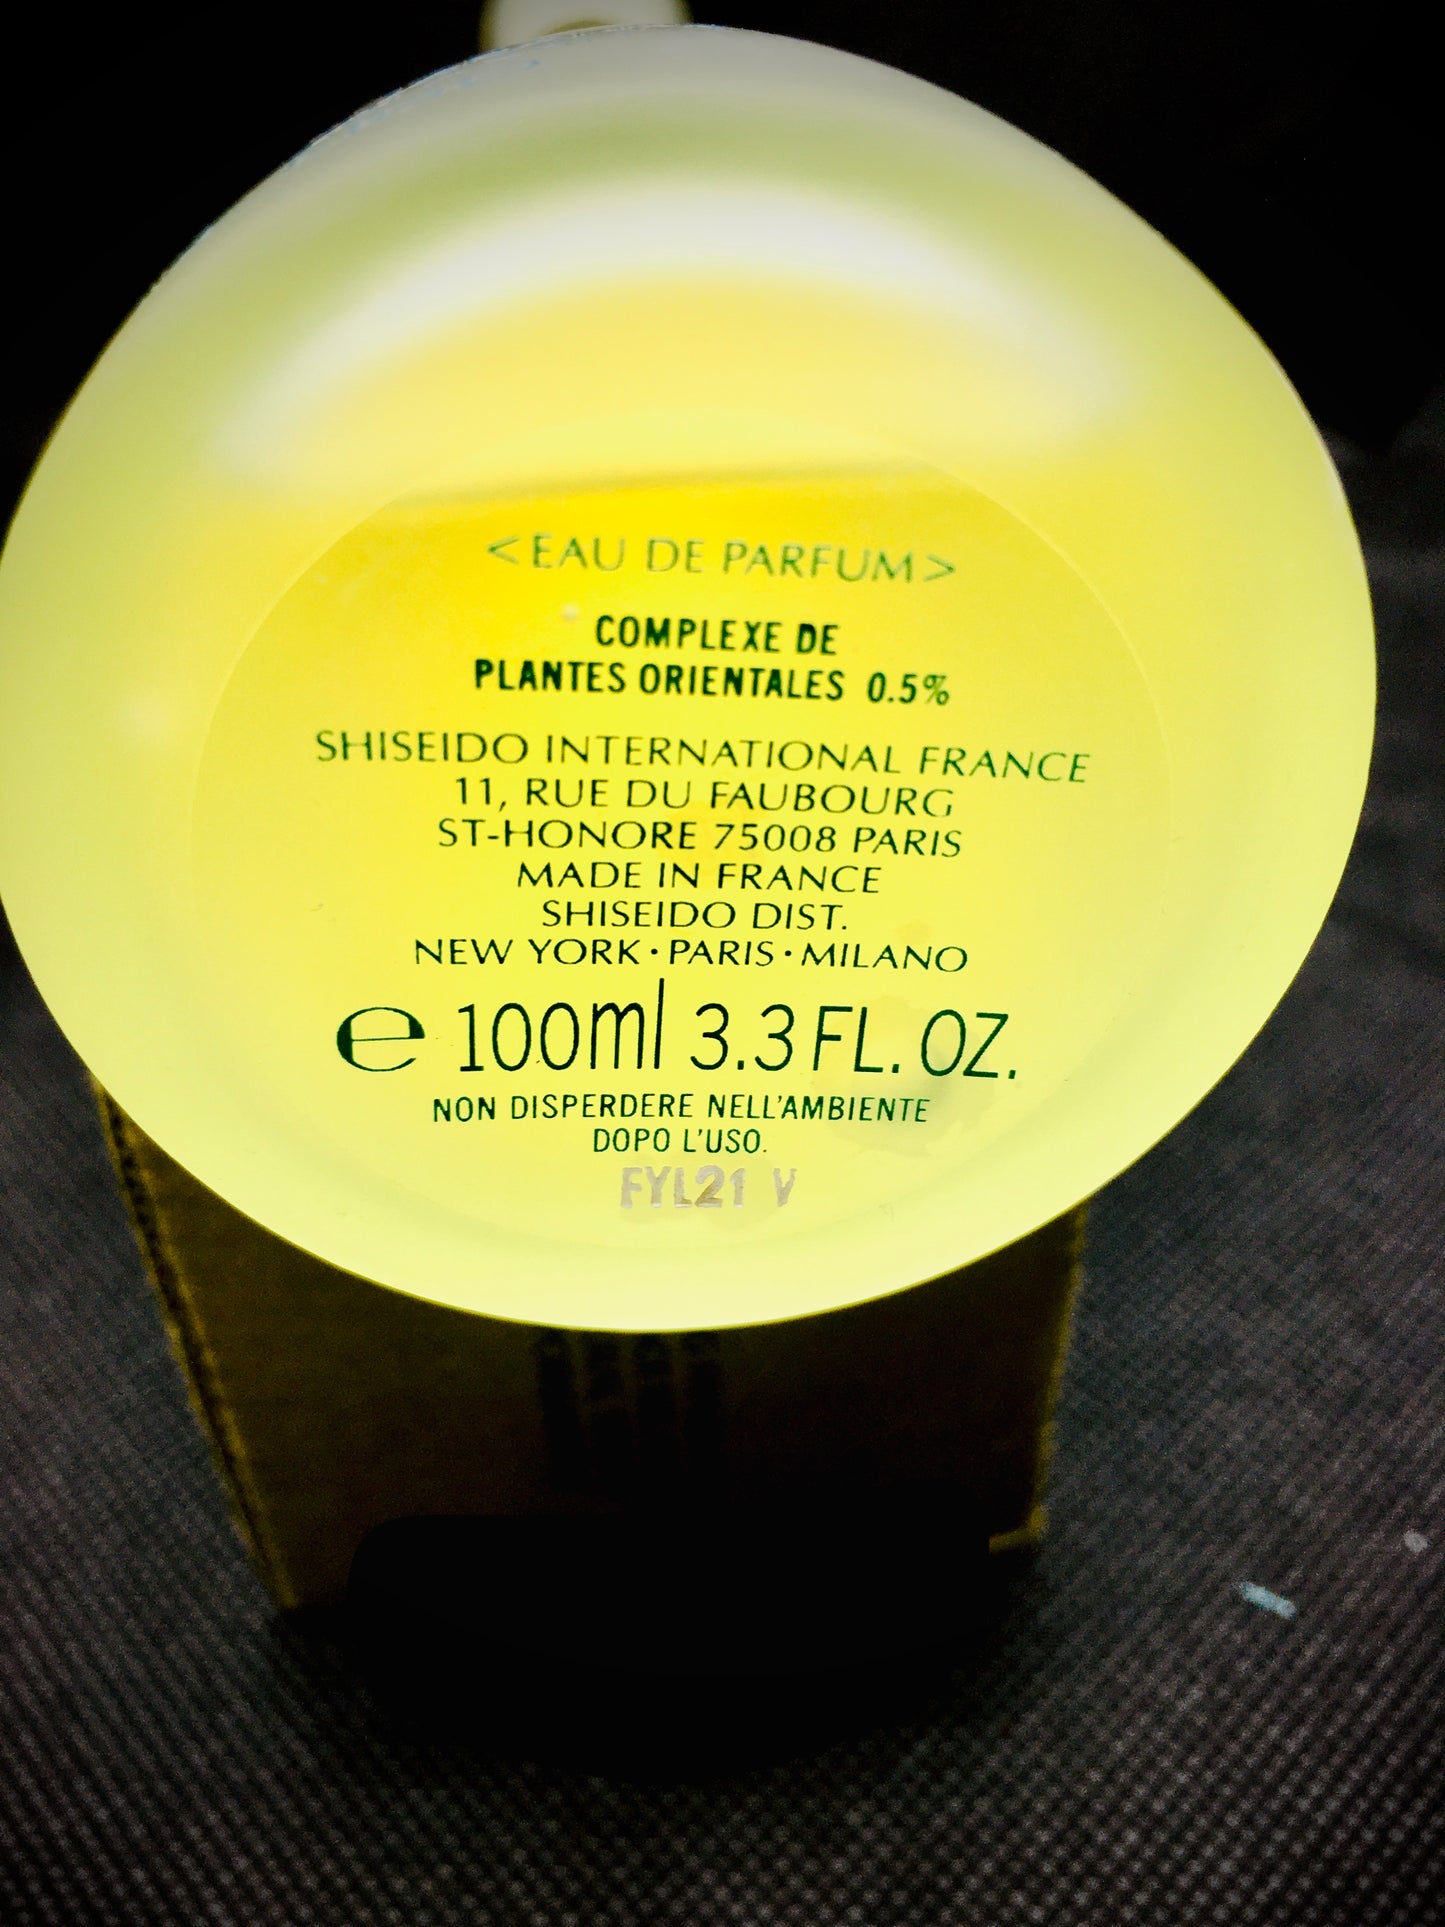 <EAU DE PARFUM>
COMPLEXE DE
PLANTES ORIENTALES 0.5%
SHISEIDO INTERNATIONAL FRANCE
11, RUE DU FAUBOURG
ST-HONORE 75008 PARIS
MADE IN FRANCE
SHISEIDO DIST.
NEW YORK · PARIS · MILANO
℮ 100ml 3.3 FL. OZ.
NON DISPERDERE NELL'AMBIENTE
DOPO L'USO.
FYL21 V